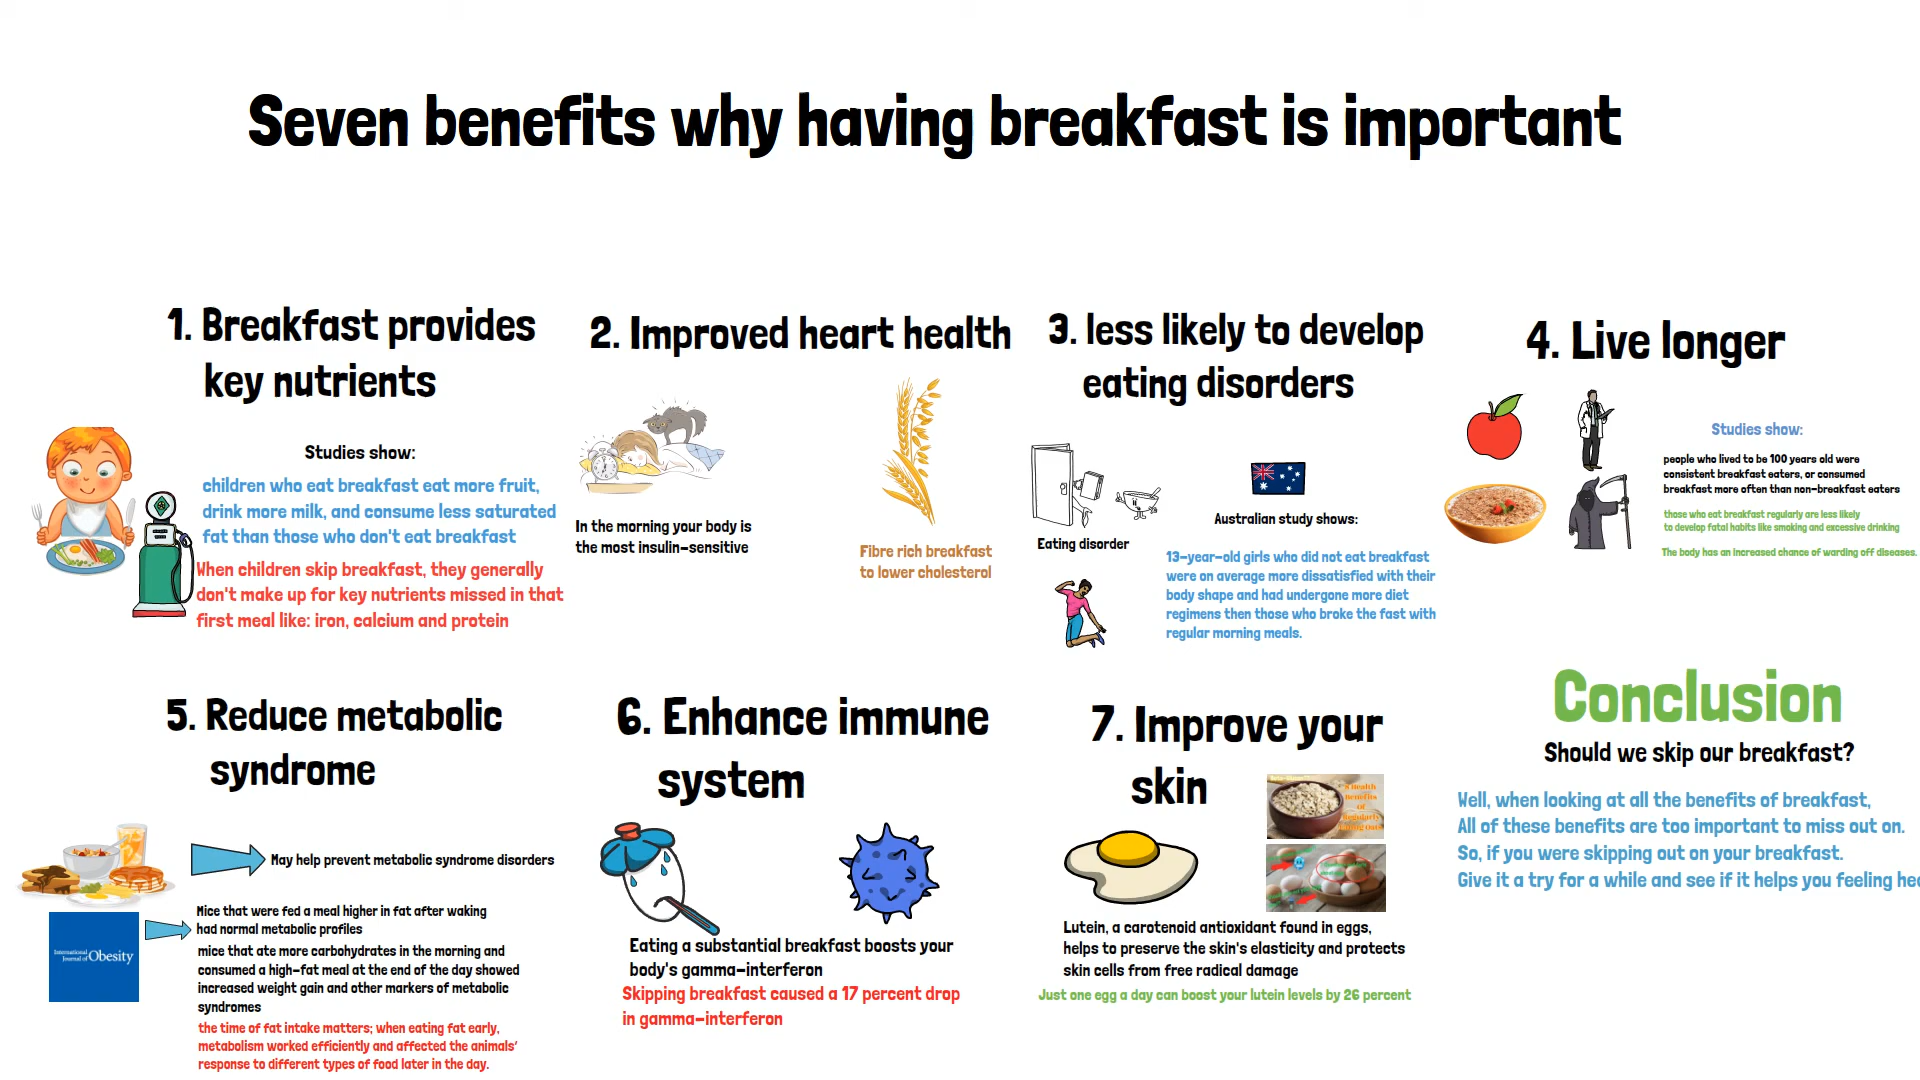 Seven benefits why having breakfast is important
1. Breakfast provides
key nutrients
Studies show:
children who eat breakfast eat more fruit,
drink more milk, and consume less saturated
fat than those who don't eat breakfast
When children skip breakfast, they generally
don't make up for key nutrients missed in that
first meal like: iron, calcium and protein
2. Improved heart health
In the morning your body is
the most insulin-sensitive
Fibre rich breakfast
to lower cholesterol
3. less likely to develop
eating disorders
Eating disorder
Australian study shows:
13-year-old girls who did not eat breakfast
were on average more dissatisfied with their
body shape and had undergone more diet
regimens then those who broke the fast with
regular morning meals.
4. Live longer
Studies show:
people who lived to be 100 years old were
consistent breakfast eaters, or consumed
breakfast more often than non-breakfast eaters
those who eat breakfast regularly are less likely
to develop fatal habits like smoking and excessive drinking
The body has an increased chance of warding off diseases.
5. Reduce metabolic
syndrome
May help prevent metabolic syndrome disorders
International
Journal of Obesity
Mice that were fed a meal higher in fat after waking
had normal metabolic profiles
mice that ate more carbohydrates in the morning and
consumed a high-fat meal at the end of the day showed
increased weight gain and other markers of metabolic
syndromes
the time of fat intake matters; when eating fat early,
metabolism worked efficiently and affected the animals'
response to different types of food later in the day.
6. Enhance immune
system
Eating a substantial breakfast boosts your
body's gamma-interferon
Skipping breakfast caused a 17 percent drop
in gamma-interferon
7. Improve your
skin
Health
Benefits
of
Regularly
Lutein, a carotenoid antioxidant found in eggs,
helps to preserve the skin's elasticity and protects
skin cells from free radical damage
Just one egg a day can boost your lutein levels by 26 percent
Conclusion
Should we skip our breakfast?
Well, when looking at all the benefits of breakfast,
All of these benefits are too important to miss out on.
So, if you were skipping out on your breakfast.
Give it a try for a while and see if it helps you feeling hea